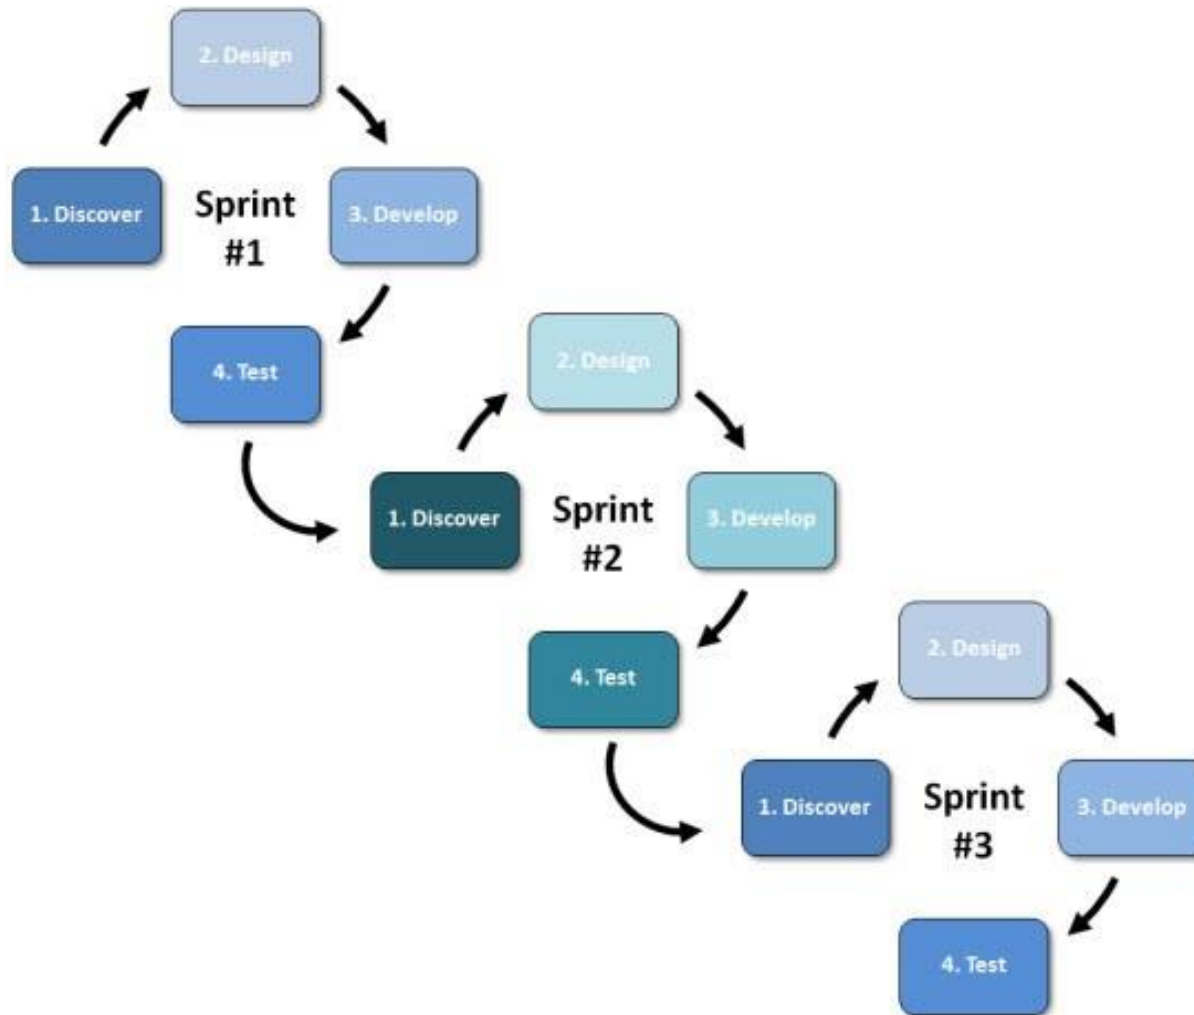 2. Design
1. Discover
Sprint
#1
3. Develop
4. Test
2. Design
1. Discover
Sprint
#2
3. Develop
4. Test
2. Design
1. Discover
Sprint
#3
3. Develop
4. Test